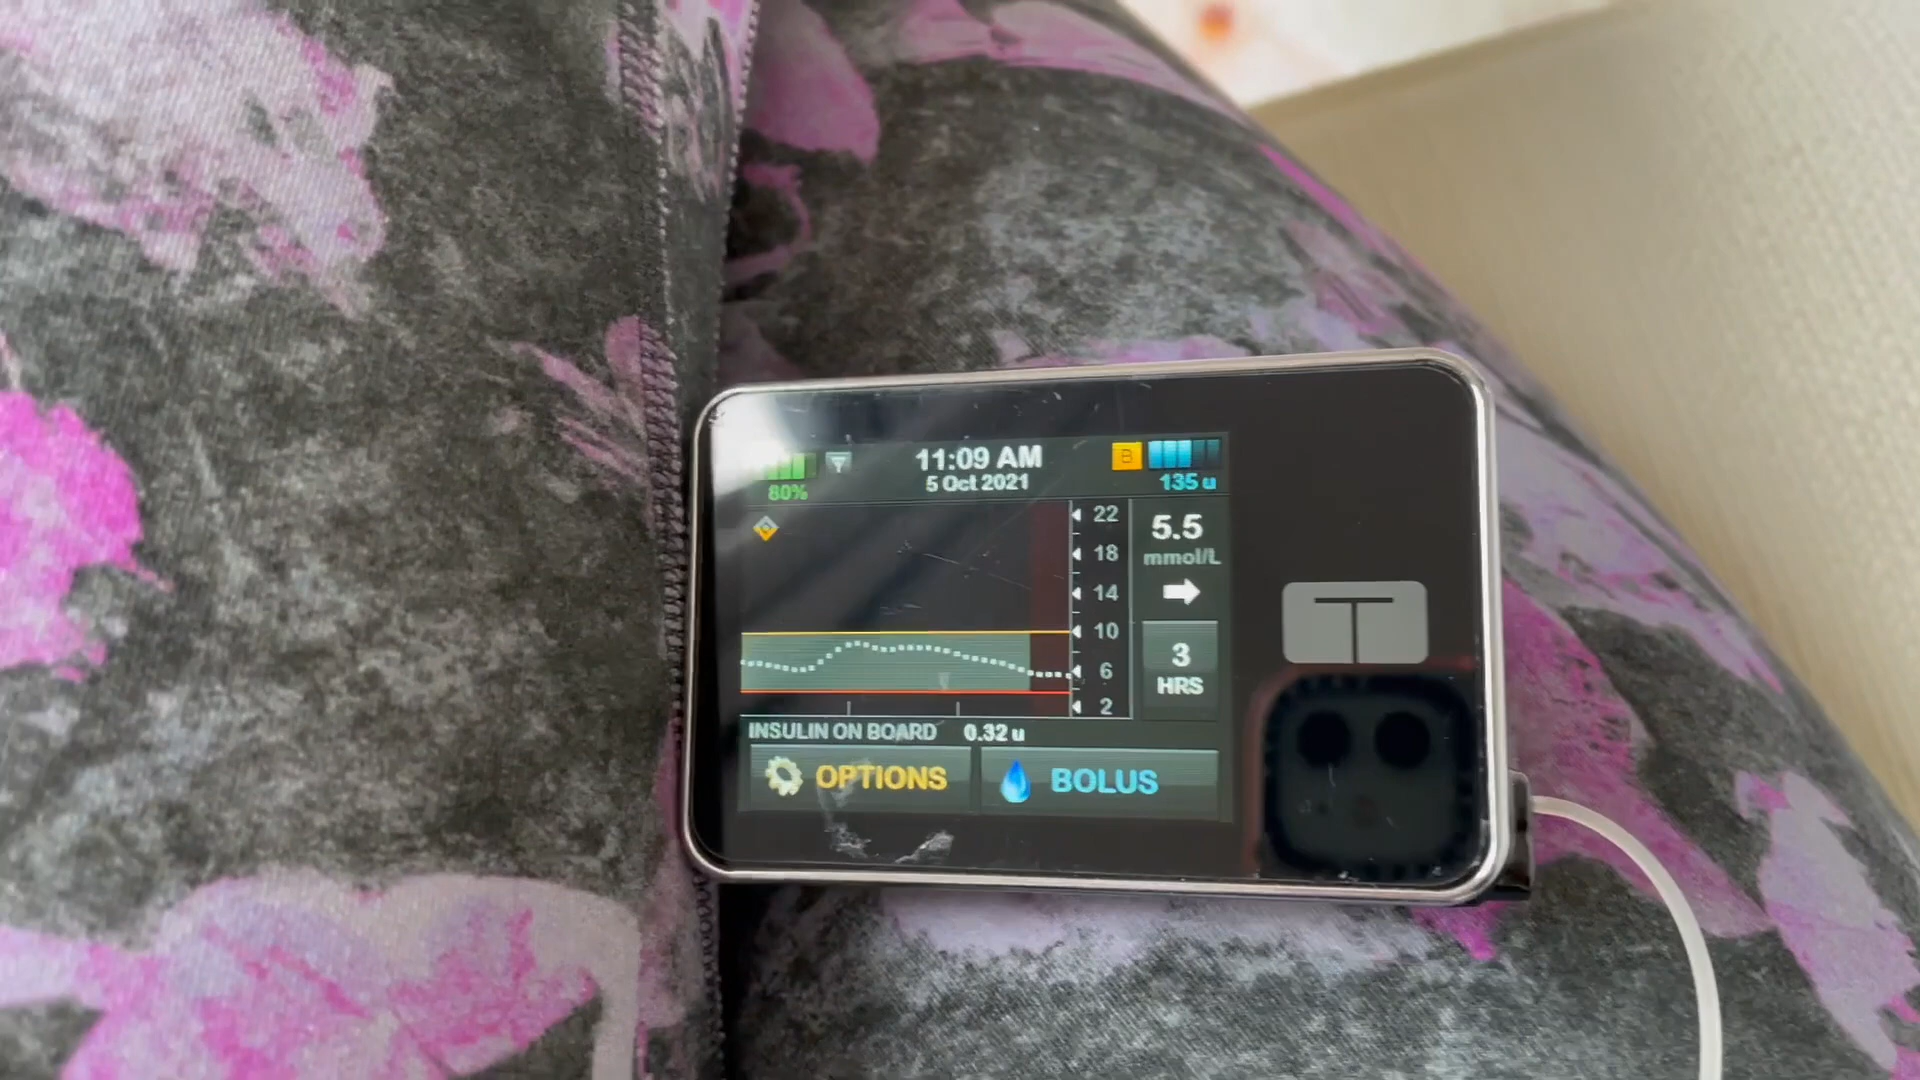 80%
11:09 AM
5 Oct 2021
B
135 u
22
18
14
10
6
2
5.5
mmol/L
3
HRS
INSULIN ON BOARD 0.32 u
OPTIONS
BOLUS
T